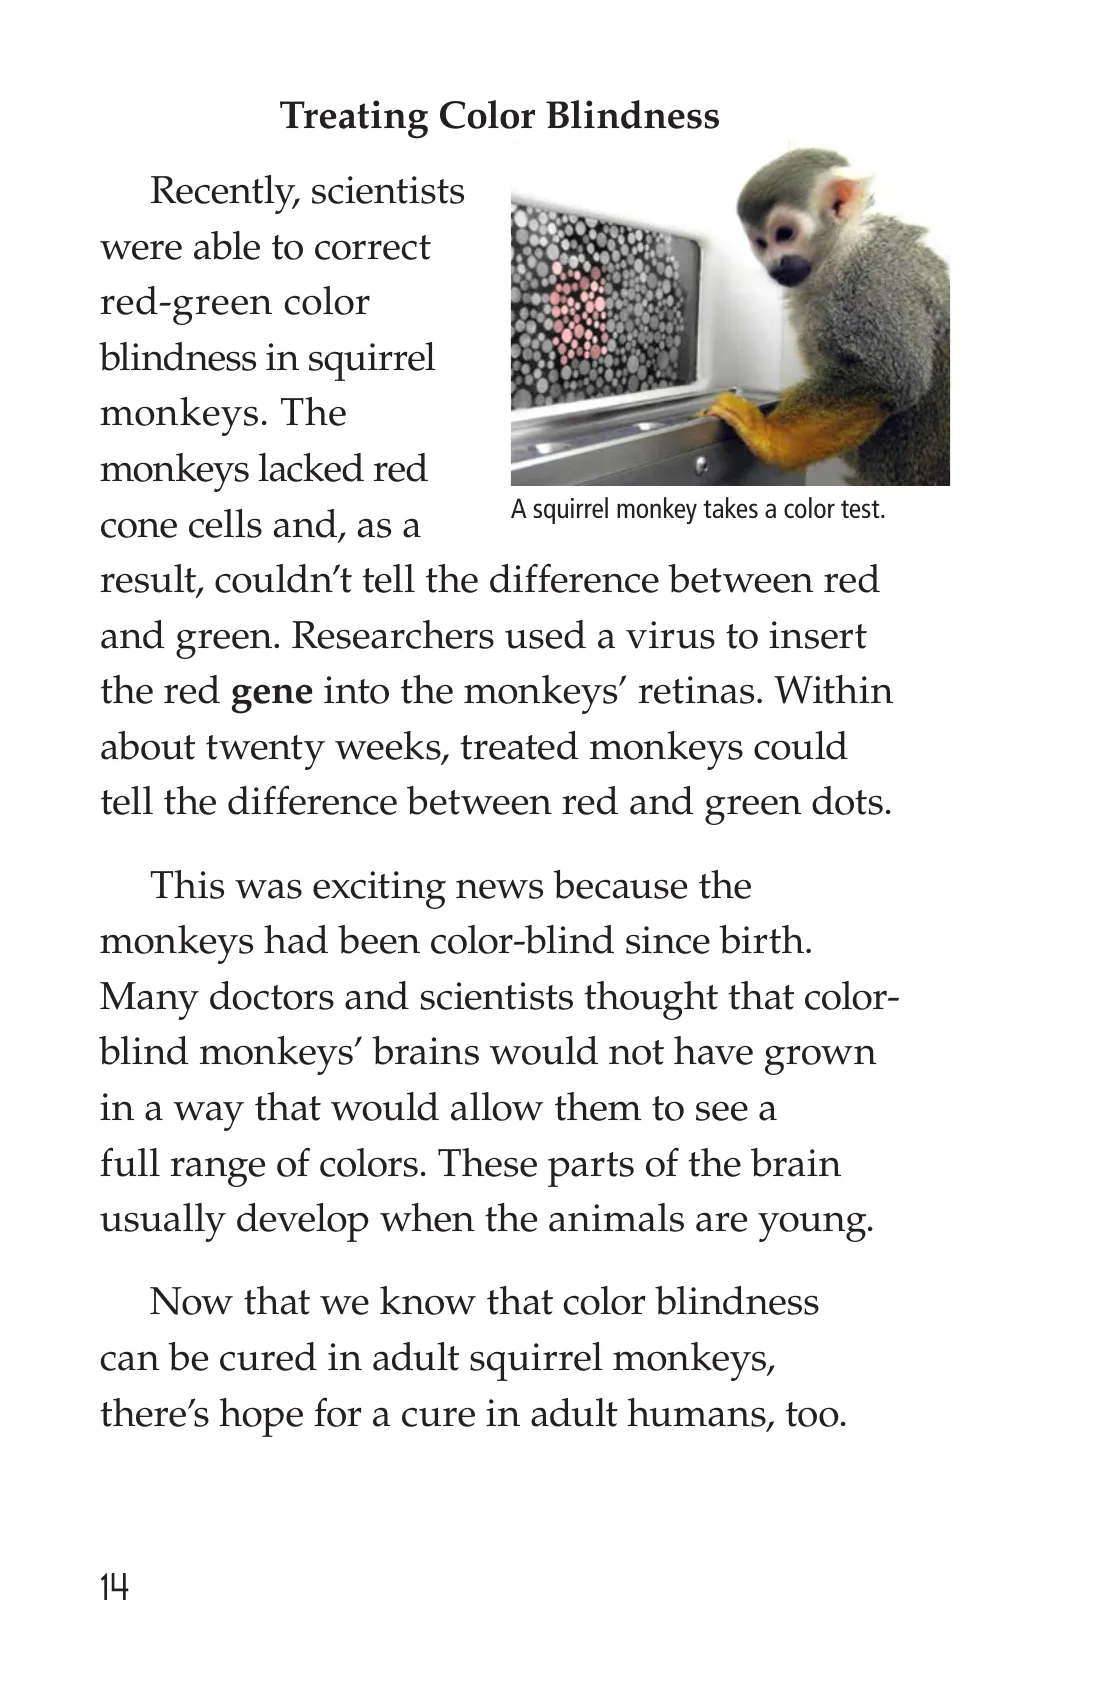 Treating Color Blindness
Recently, scientists
were able to correct
red-green color
blindness in squirrel
monkeys. The
monkeys lacked red
cone cells and, as a
A squirrel monkey takes a color test.
result, couldn’t tell the difference between red
and green. Researchers used a virus to insert
the red gene into the monkeys’ retinas. Within
about twenty weeks, treated monkeys could
tell the difference between red and green dots.
This was exciting news because the
monkeys had been color-blind since birth.
Many doctors and scientists thought that color-
blind monkeys’ brains would not have grown
in a way that would allow them to see a
full range of colors. These parts of the brain
usually develop when the animals are young.
Now that we know that color blindness
can be cured in adult squirrel monkeys,
there’s hope for a cure in adult humans, too.
14